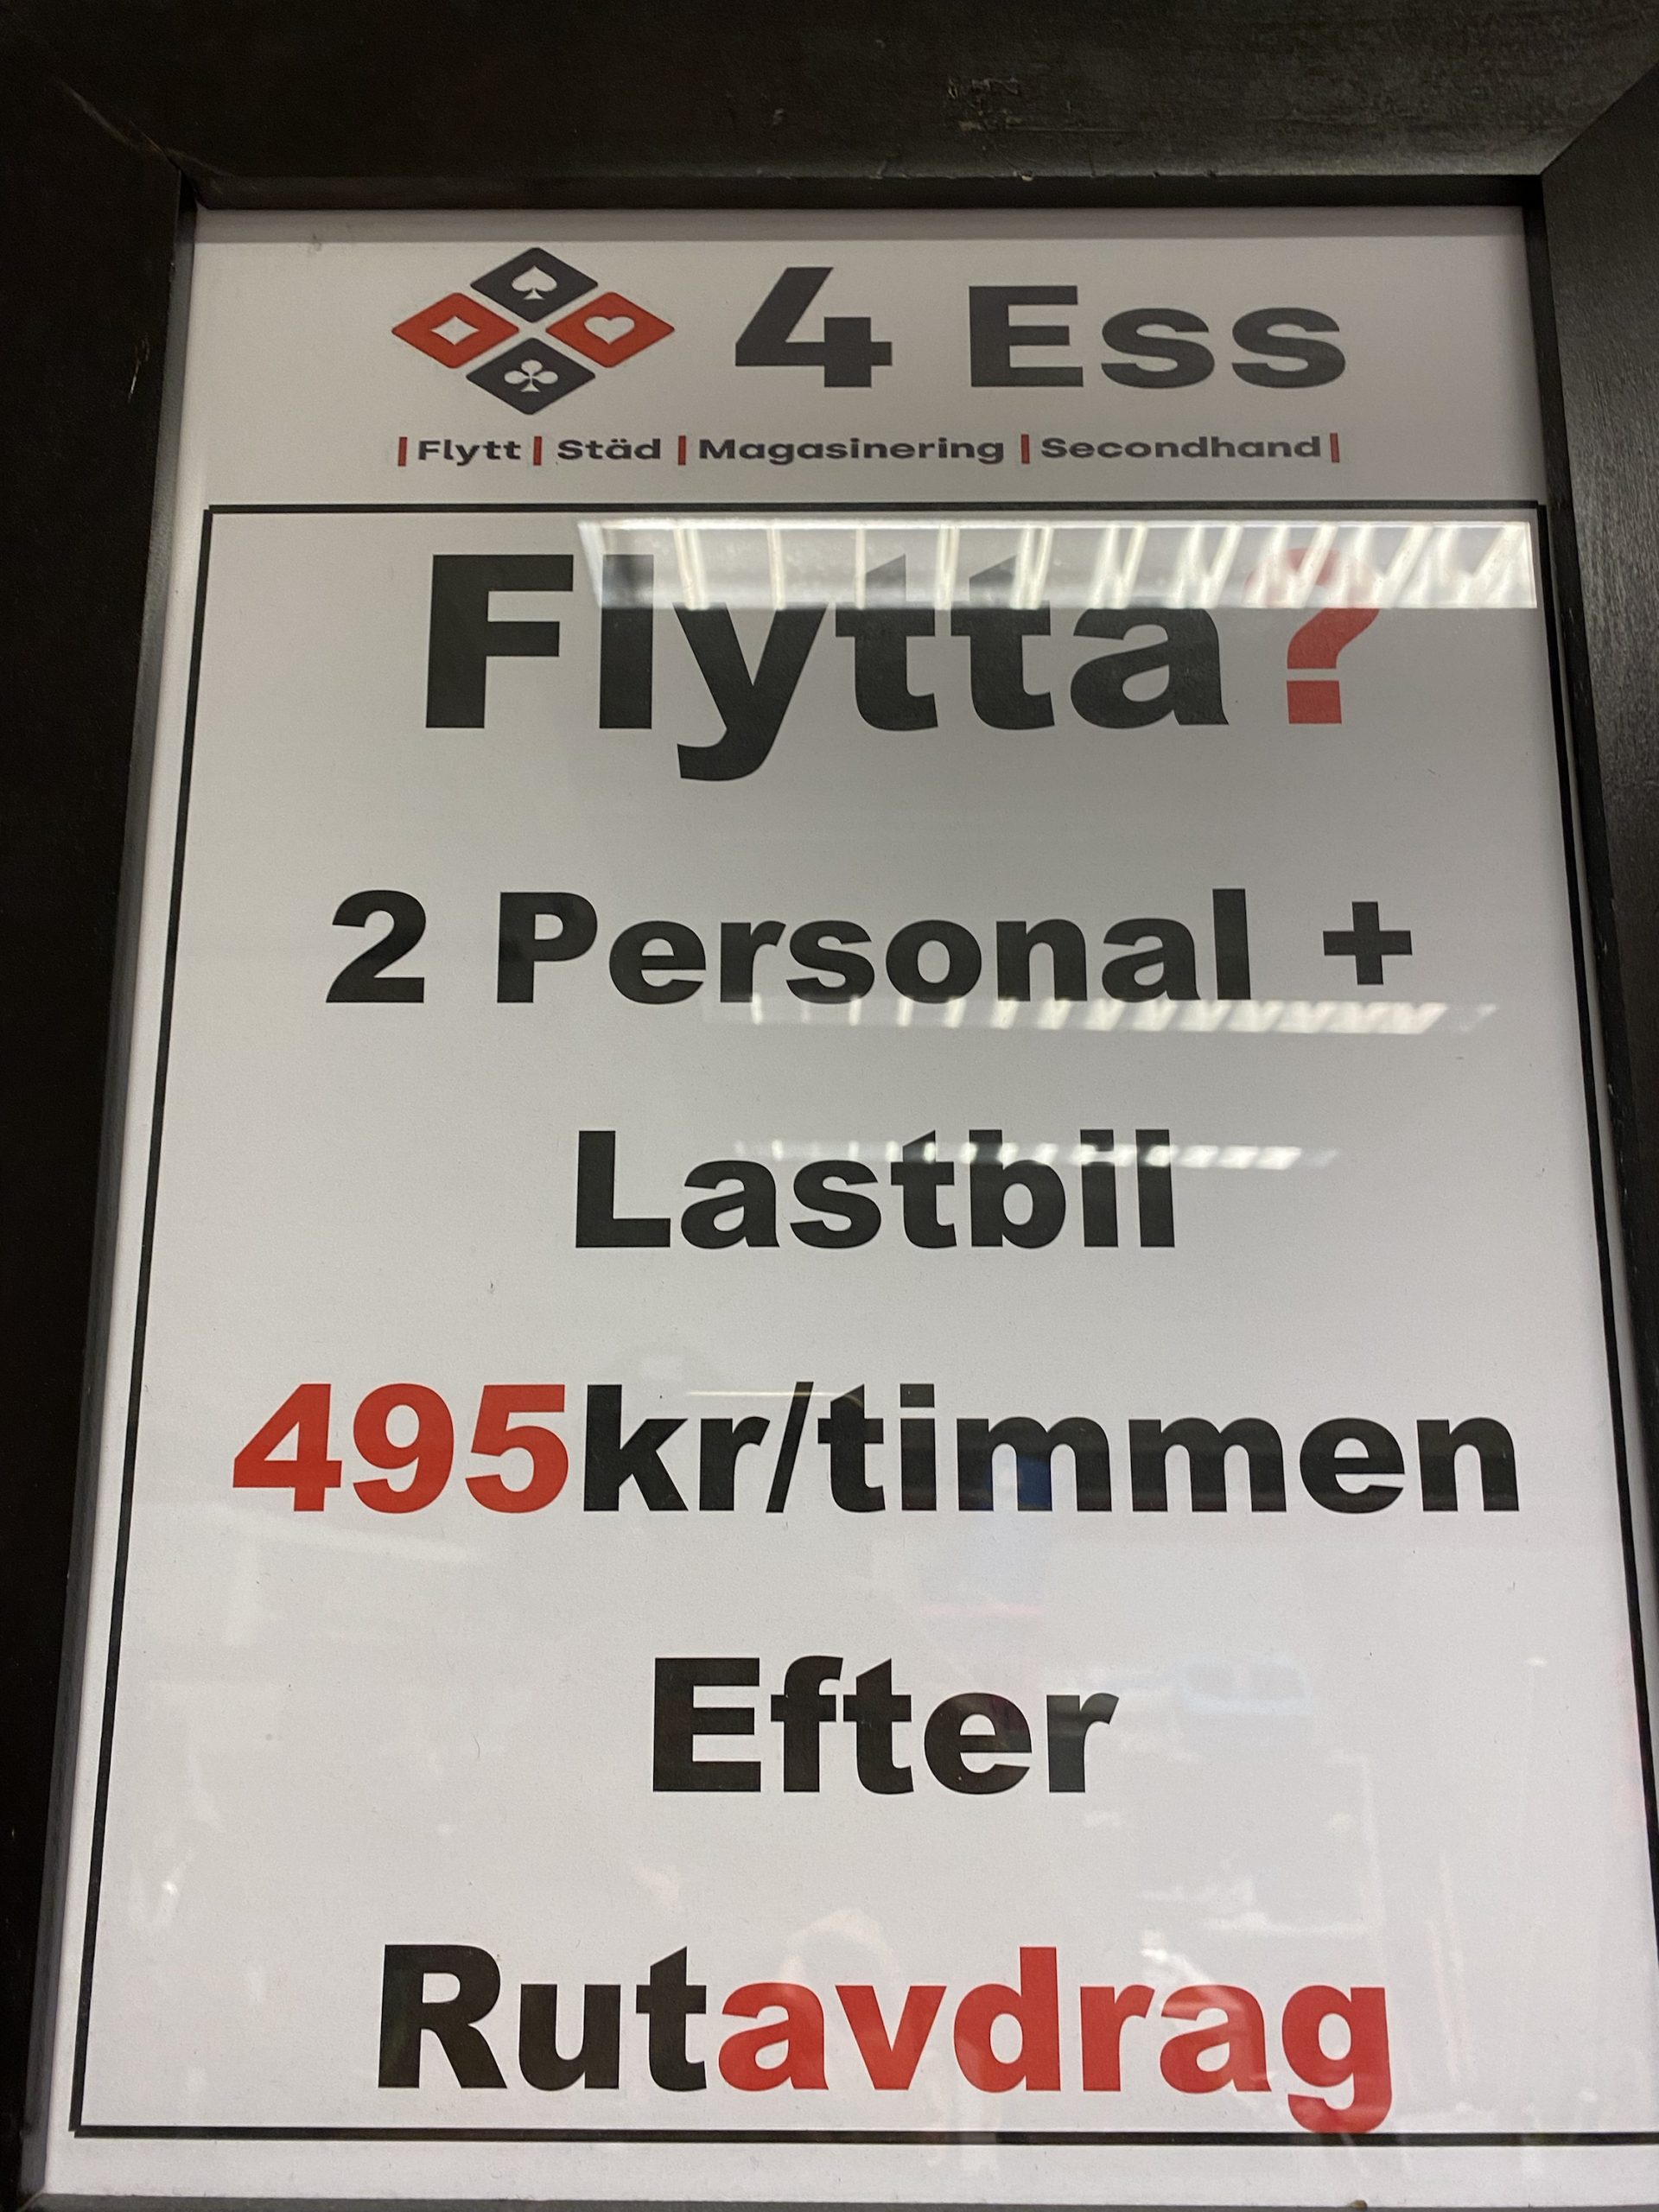 4 Ess
|Flytt| Städ |Magasinering |Secondhand|
Flytta?
2 Personal +
Lastbil
495kr/timmen
Efter
Rutavdrag